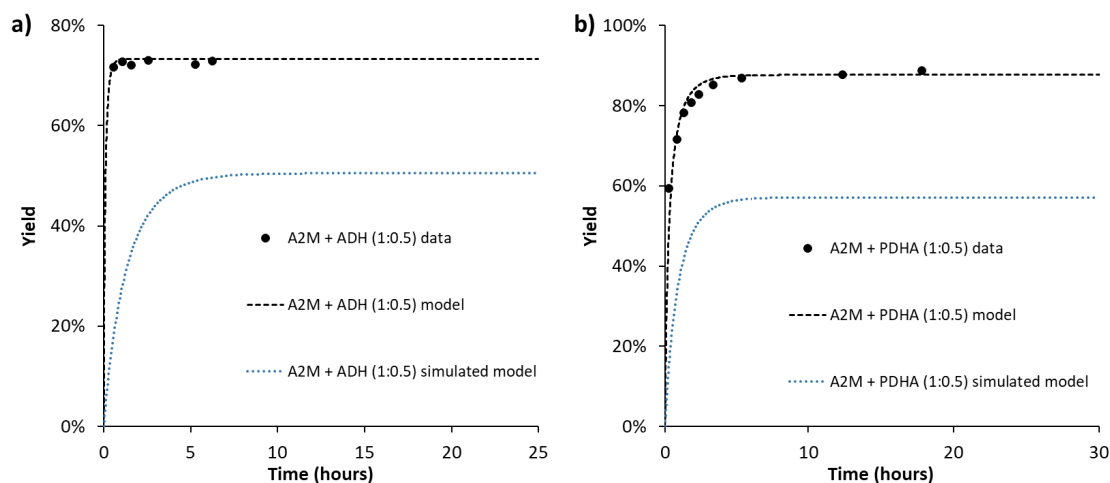 a)
80%
60%
40%
20%
0%
Yield
A2M + ADH (1:0.5) data
A2M + ADH (1:0.5) model
A2M + ADH (1:0.5) simulated model
0 5 10 15 20 25
Time (hours)
b)
100%
80%
60%
40%
20%
0%
Yield
A2M + PDHA (1:0.5) data
A2M + PDHA (1:0.5) model
A2M + PDHA (1:0.5) simulated model
0 10 20 30
Time (hours)